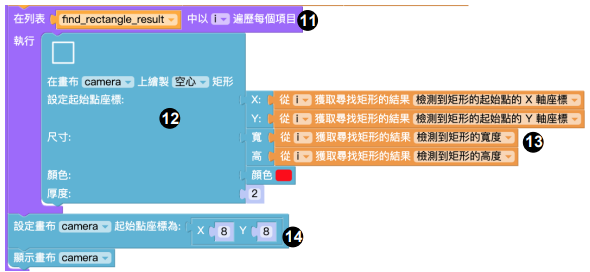 在列表 find_rectangle_result 中以 i 遍歷每個項目 11
執行
在畫布 camera 上繪製 空心 矩形
設定起始點座標: X: 從 i 獲取尋找矩形的結果 檢測到矩形的起始點的 X 軸座標
12 Y: 從 i 獲取尋找矩形的結果 檢測到矩形的起始點的 Y 軸座標
尺寸: 寬 從 i 獲取尋找矩形的結果 檢測到矩形的寬度 13
高 從 i 獲取尋找矩形的結果 檢測到矩形的高度
顏色: 顏色
厚度: 2
設定畫布 camera 起始點座標為: X 8 Y 8 14
顯示畫布 camera